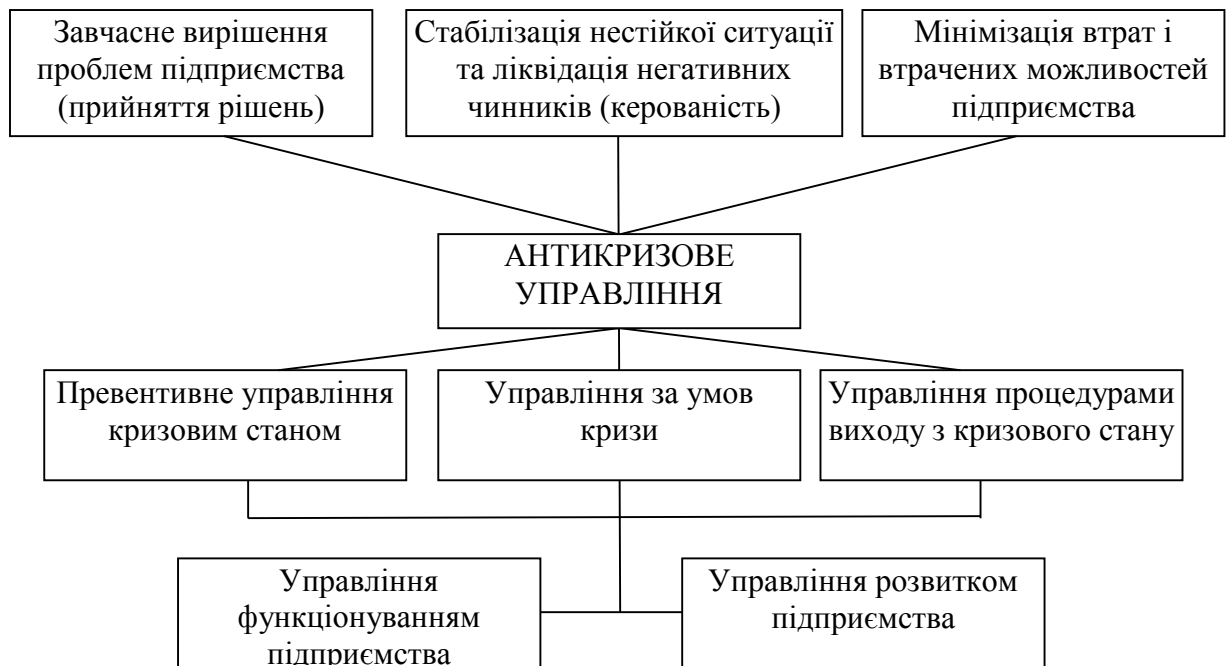 Завчасне вирішення
проблем підприємства
(прийняття рішень)
Стабілізація нестійкої ситуації
та ліквідація негативних
чинників (керованість)
Мінімізація втрат і
втрачених можливостей
підприємства
АНТИКРИЗОВЕ
УПРАВЛІННЯ
Превентивне управління
кризовим станом
Управління за умов
кризи
Управління процедурами
виходу з кризового стану
Управління
функціонуванням
підприємства
Управління розвитком
підприємства